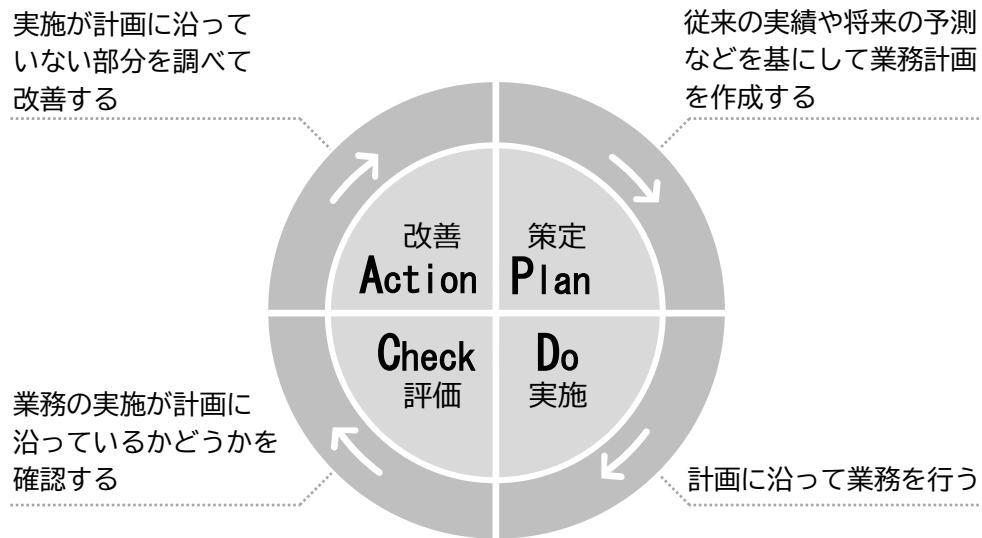 実施が計画に沿って
いない部分を調べて
改善する
従来の実績や将来の予測
などを基にして業務計画
を作成する
改善
Action
策定
Plan
Check
評価
Do
実施
業務の実施が計画に
沿っているかどうかを
確認する
計画に沿って業務を行う